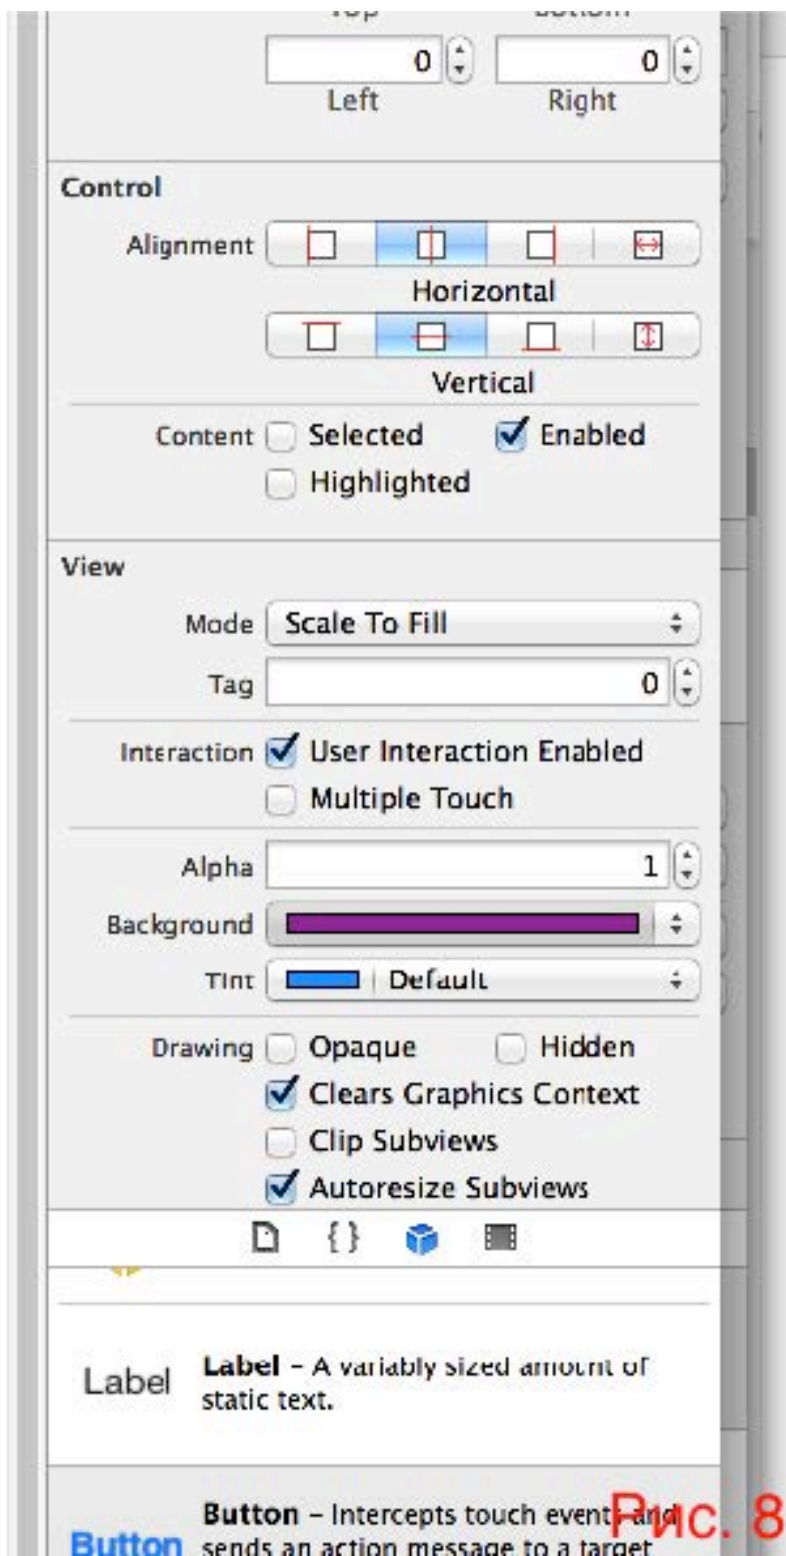 0 0
Left Right
Control
Alignment
Horizontal
Vertical
Content Selected Enabled
Highlighted
View
Mode Scale To Fill
Tag 0
Interaction User Interaction Enabled
Multiple Touch
Alpha 1
Background
Tint Default
Drawing Opaque Hidden
Clears Graphics Context
Clip Subviews
Autoresize Subviews
{ }
Label Label – A variably sized amount of
static text.
Button – Intercepts touch events and
Button sends an action message to a target
Рис. 8